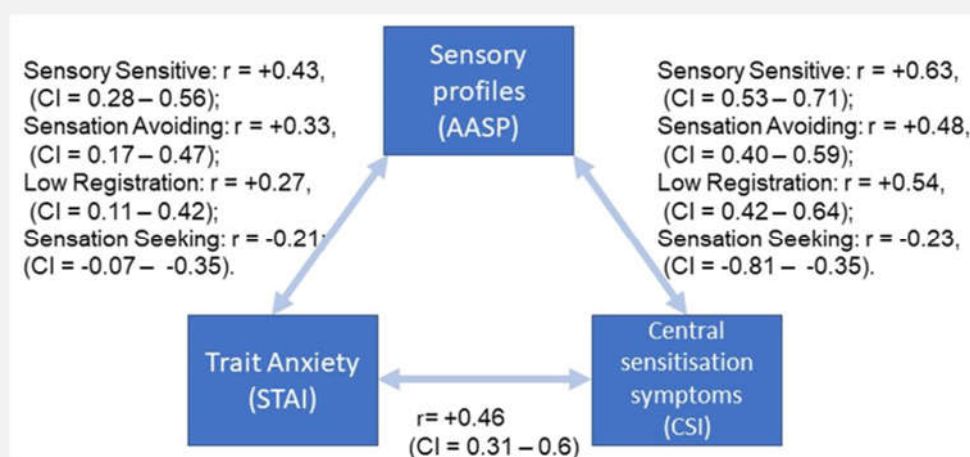 Sensory
profiles
(AASP)
Sensory Sensitive: r = +0.43,
(CI = 0.28 – 0.56);
Sensation Avoiding: r = +0.33,
(CI = 0.17 – 0.47);
Low Registration: r = +0.27,
(CI = 0.11 – 0.42);
Sensation Seeking: r = -0.21;
(CI = -0.07 – -0.35).
Sensory Sensitive: r = +0.63,
(CI = 0.53 – 0.71);
Sensation Avoiding: r = +0.48,
(CI = 0.40 – 0.59);
Low Registration: r = +0.54,
(CI = 0.42 – 0.64);
Sensation Seeking: r = -0.23,
(CI = -0.81 – -0.35).
Trait Anxiety
(STAI)
Central
sensitisation
symptoms
(CSI)
r= +0.46
(CI = 0.31 – 0.6)